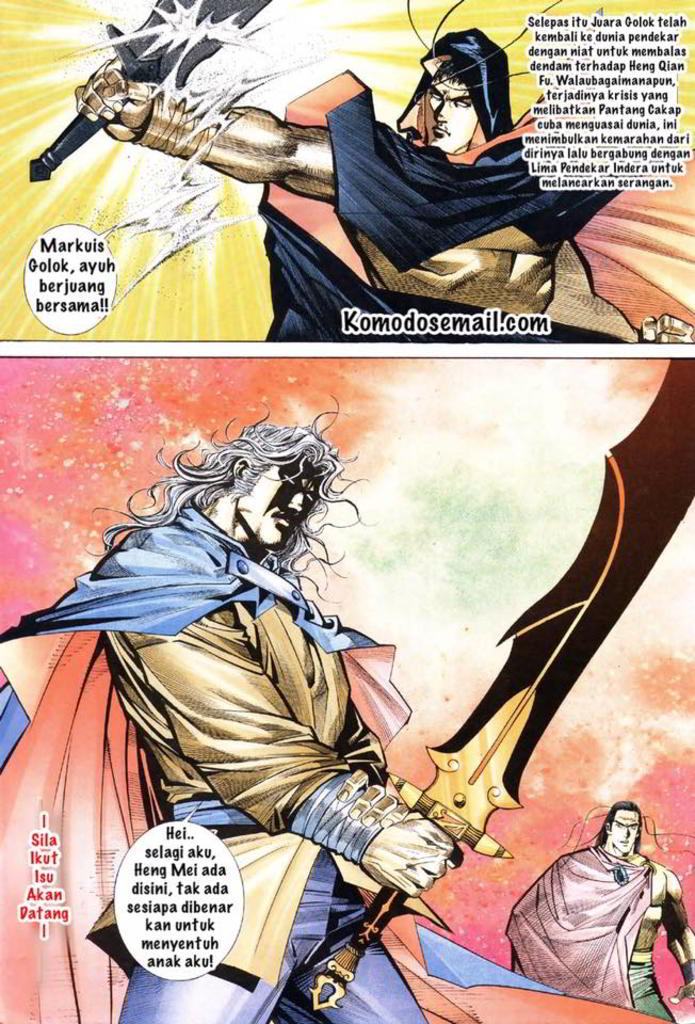 Selepas itu Juara Golok telah
kembali ke dunia pendekar
dengan niat untuk membalas
dendam terhadap Heng Qian
Fu. Walaubagaimanapun,
terjadinya krisis yang
melibatkan Pantang Cakap
cuba menguasai dunia, ini
menimbulkan kemarahan dari
dirinya lalu bergabung dengan
Lima Pendekar Indera untuk
melancarkan serangan.
Markuis
Golok, ayuh
berjuang
bersama!!
Komodosemail.com
Hei..
selagi aku,
Heng Mei ada
disini, tak ada
sesiapa dibenar
kan untuk
menyentuh
anak aku!
Sila
Ikut
Isu
Akan
Datang